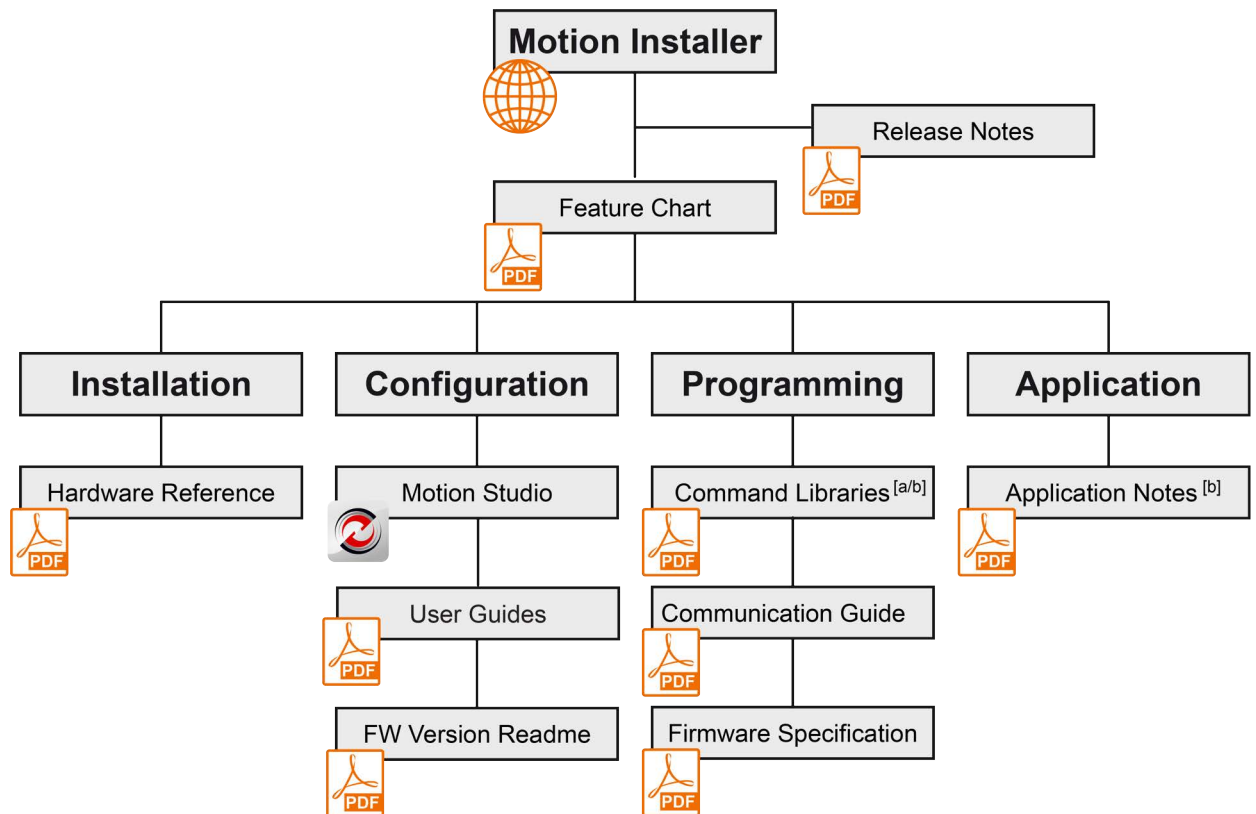 Motion Installer
Release Notes
PDF
Feature Chart
PDF
Installation
Configuration
Programming
Application
Hardware Reference
Motion Studio
Command Libraries [a/b]
Application Notes [b]
PDF
PDF
PDF
User Guides
Communication Guide
PDF
PDF
FW Version Readme
Firmware Specification
PDF
PDF